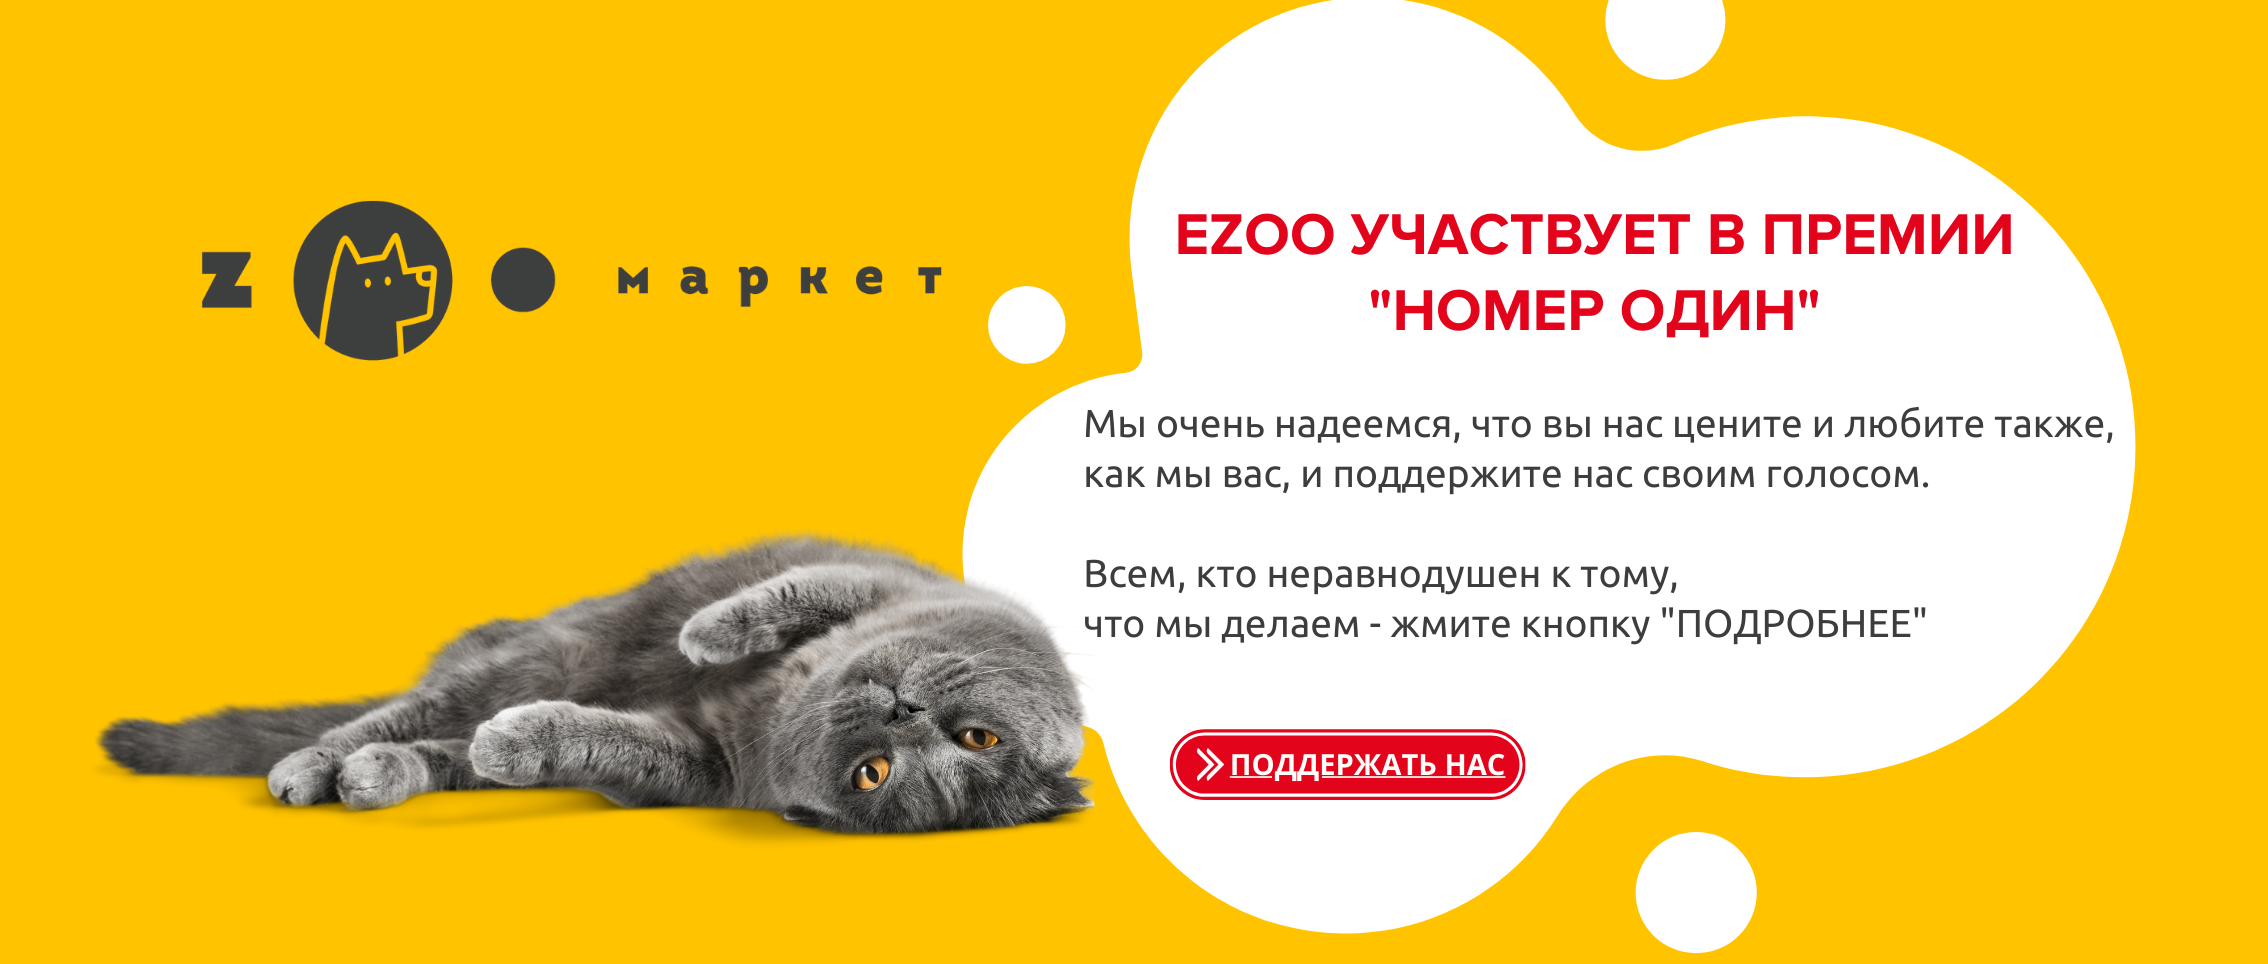 ZOO маркет
EZOO УЧАСТВУЕТ В ПРЕМИИ
"НОМЕР ОДИН"
Мы очень надеемся, что вы нас цените и любите также,
как мы вас, и поддержите нас своим голосом.
Всем, кто неравнодушен к тому,
что мы делаем - жмите кнопку "ПОДРОБНЕЕ"
ПОДДЕРЖАТЬ НАС